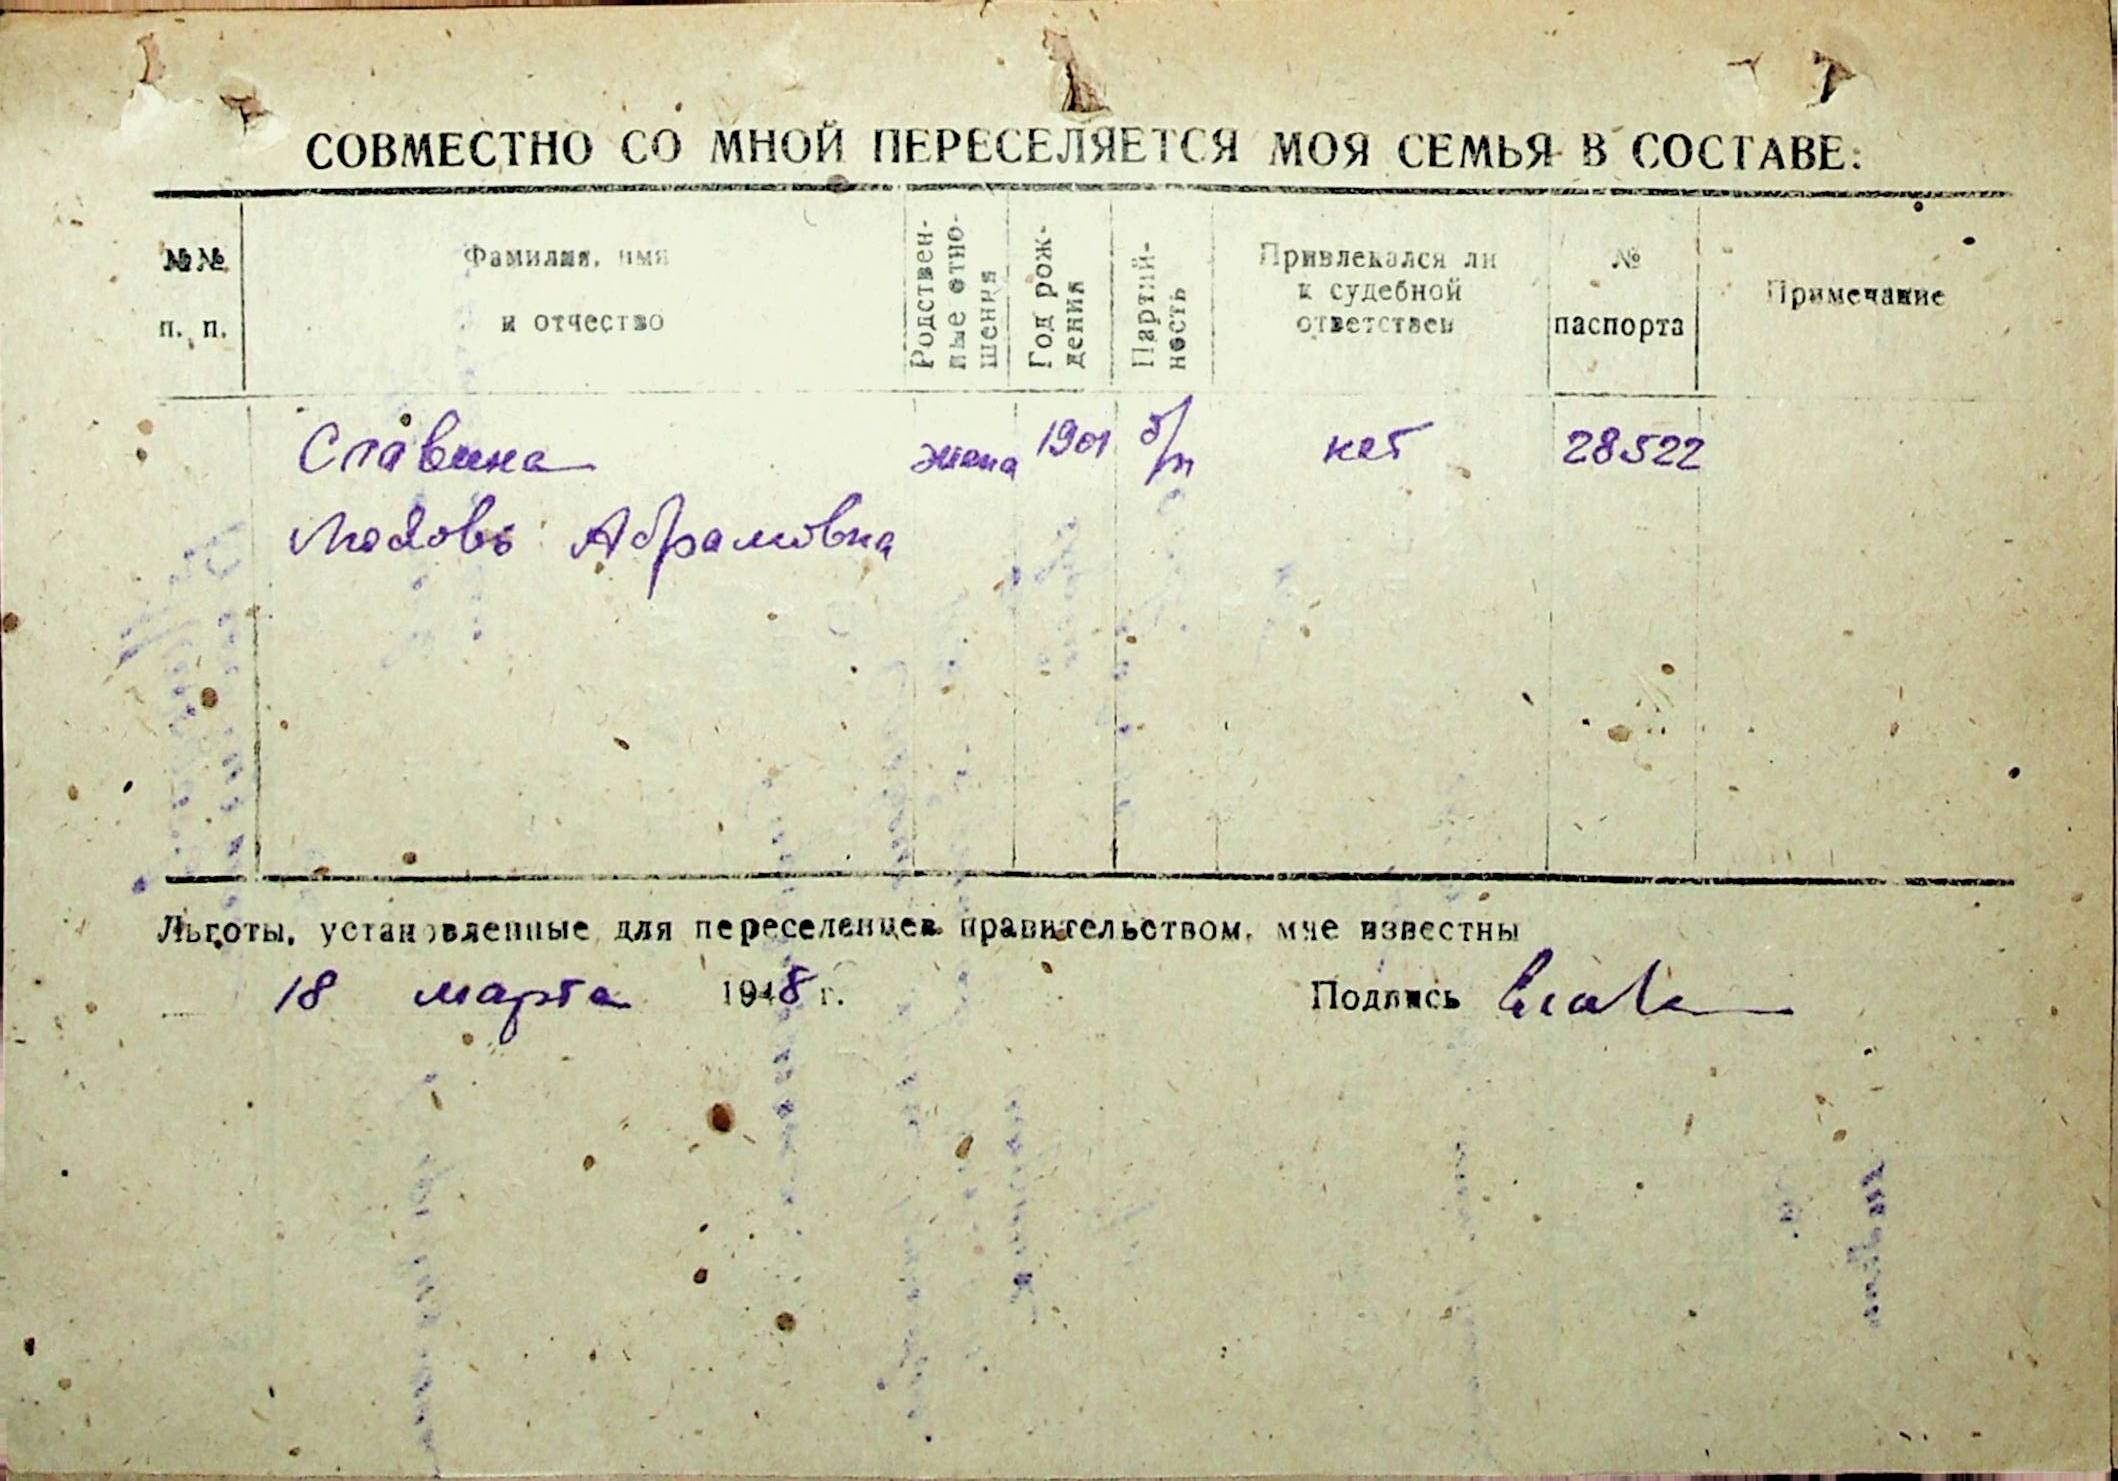 СОВМЕСТНО СО МНОЙ ПЕРЕСЕЛЯЕТСЯ МОЯ СЕМЬЯ В СОСТАВЕ:
№№ п. п.
Фамилия, имя и отчество
Родственные отношения
Год рождения
Партийность
Привлекался ли к судебной ответствен
№ паспорта
Примечание
Славина жена 1901 б/п нет 28522
Любовь Абрамовна
Льготы, установленные для переселенцев правительством, мне известны
18 марта 1948 г. Подпись